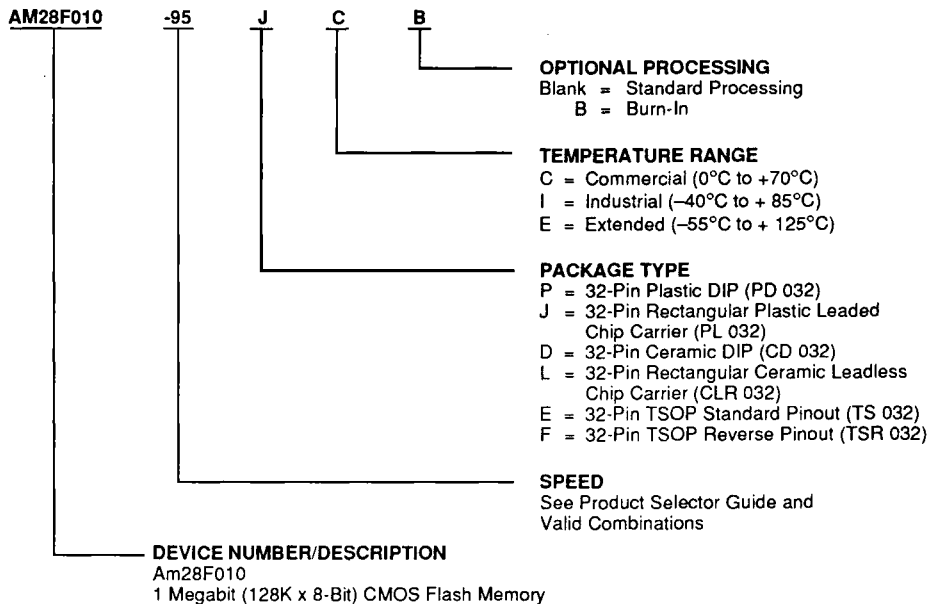 AM28F010 -95 J C B
OPTIONAL PROCESSING
Blank = Standard Processing
B = Burn-In
TEMPERATURE RANGE
C = Commercial (0°C to +70°C)
I = Industrial (–40°C to + 85°C)
E = Extended (–55°C to + 125°C)
PACKAGE TYPE
P = 32-Pin Plastic DIP (PD 032)
J = 32-Pin Rectangular Plastic Leaded
Chip Carrier (PL 032)
D = 32-Pin Ceramic DIP (CD 032)
L = 32-Pin Rectangular Ceramic Leadless
Chip Carrier (CLR 032)
E = 32-Pin TSOP Standard Pinout (TS 032)
F = 32-Pin TSOP Reverse Pinout (TSR 032)
SPEED
See Product Selector Guide and
Valid Combinations
DEVICE NUMBER/DESCRIPTION
Am28F010
1 Megabit (128K x 8-Bit) CMOS Flash Memory